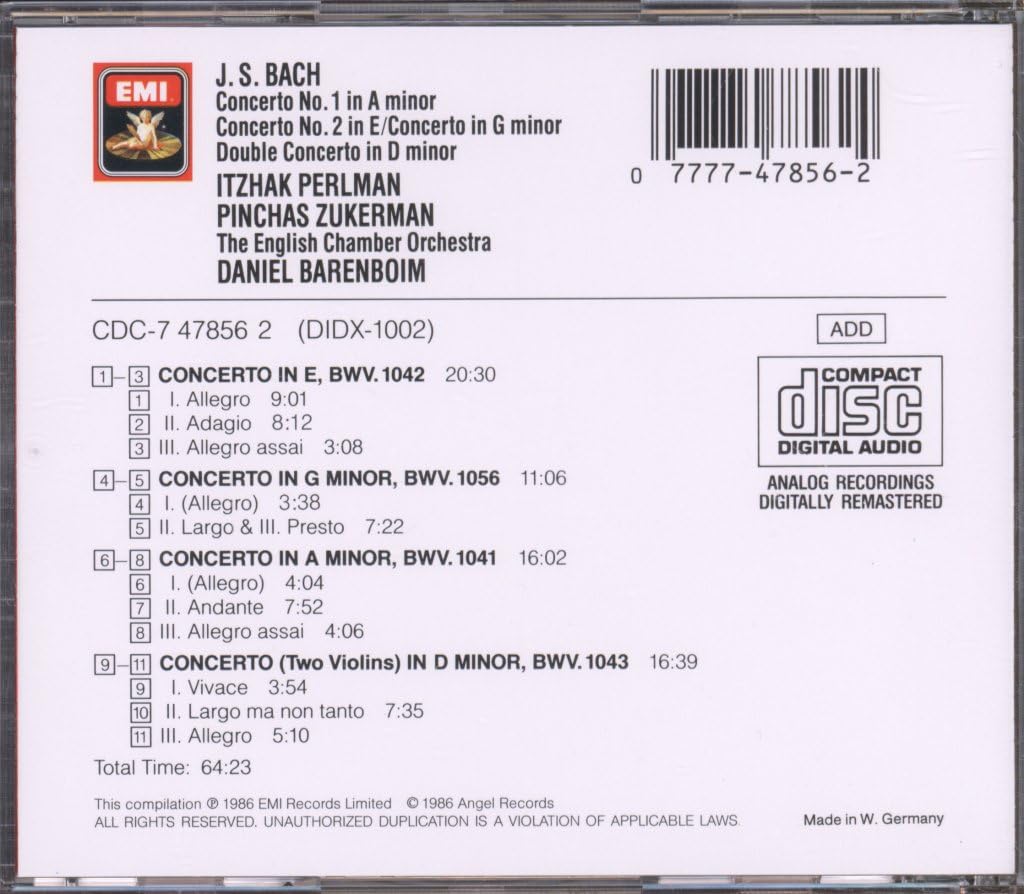 EMI
J. S. BACH
Concerto No. 1 in A minor
Concerto No. 2 in E/Concerto in G minor
Double Concerto in D minor
ITZHAK PERLMAN
PINCHAS ZUKERMAN
The English Chamber Orchestra
DANIEL BARENBOIM
0 7777-47856-2
CDC-7 47856 2 (DIDX-1002)
ADD
COMPACT
disc
DIGITAL AUDIO
ANALOG RECORDINGS
DIGITALLY REMASTERED
1–3 CONCERTO IN E, BWV. 1042 20:30
1 I. Allegro 9:01
2 II. Adagio 8:12
3 III. Allegro assai 3:08
4–5 CONCERTO IN G MINOR, BWV. 1056 11:06
4 I. (Allegro) 3:38
5 II. Largo & III. Presto 7:22
6–8 CONCERTO IN A MINOR, BWV. 1041 16:02
6 I. (Allegro) 4:04
7 II. Andante 7:52
8 III. Allegro assai 4:06
9–11 CONCERTO (Two Violins) IN D MINOR, BWV. 1043 16:39
9 I. Vivace 3:54
10 II. Largo ma non tanto 7:35
11 III. Allegro 5:10
Total Time: 64:23
This compilation ℗ 1986 EMI Records Limited © 1986 Angel Records
ALL RIGHTS RESERVED. UNAUTHORIZED DUPLICATION IS A VIOLATION OF APPLICABLE LAWS.
Made in W. Germany